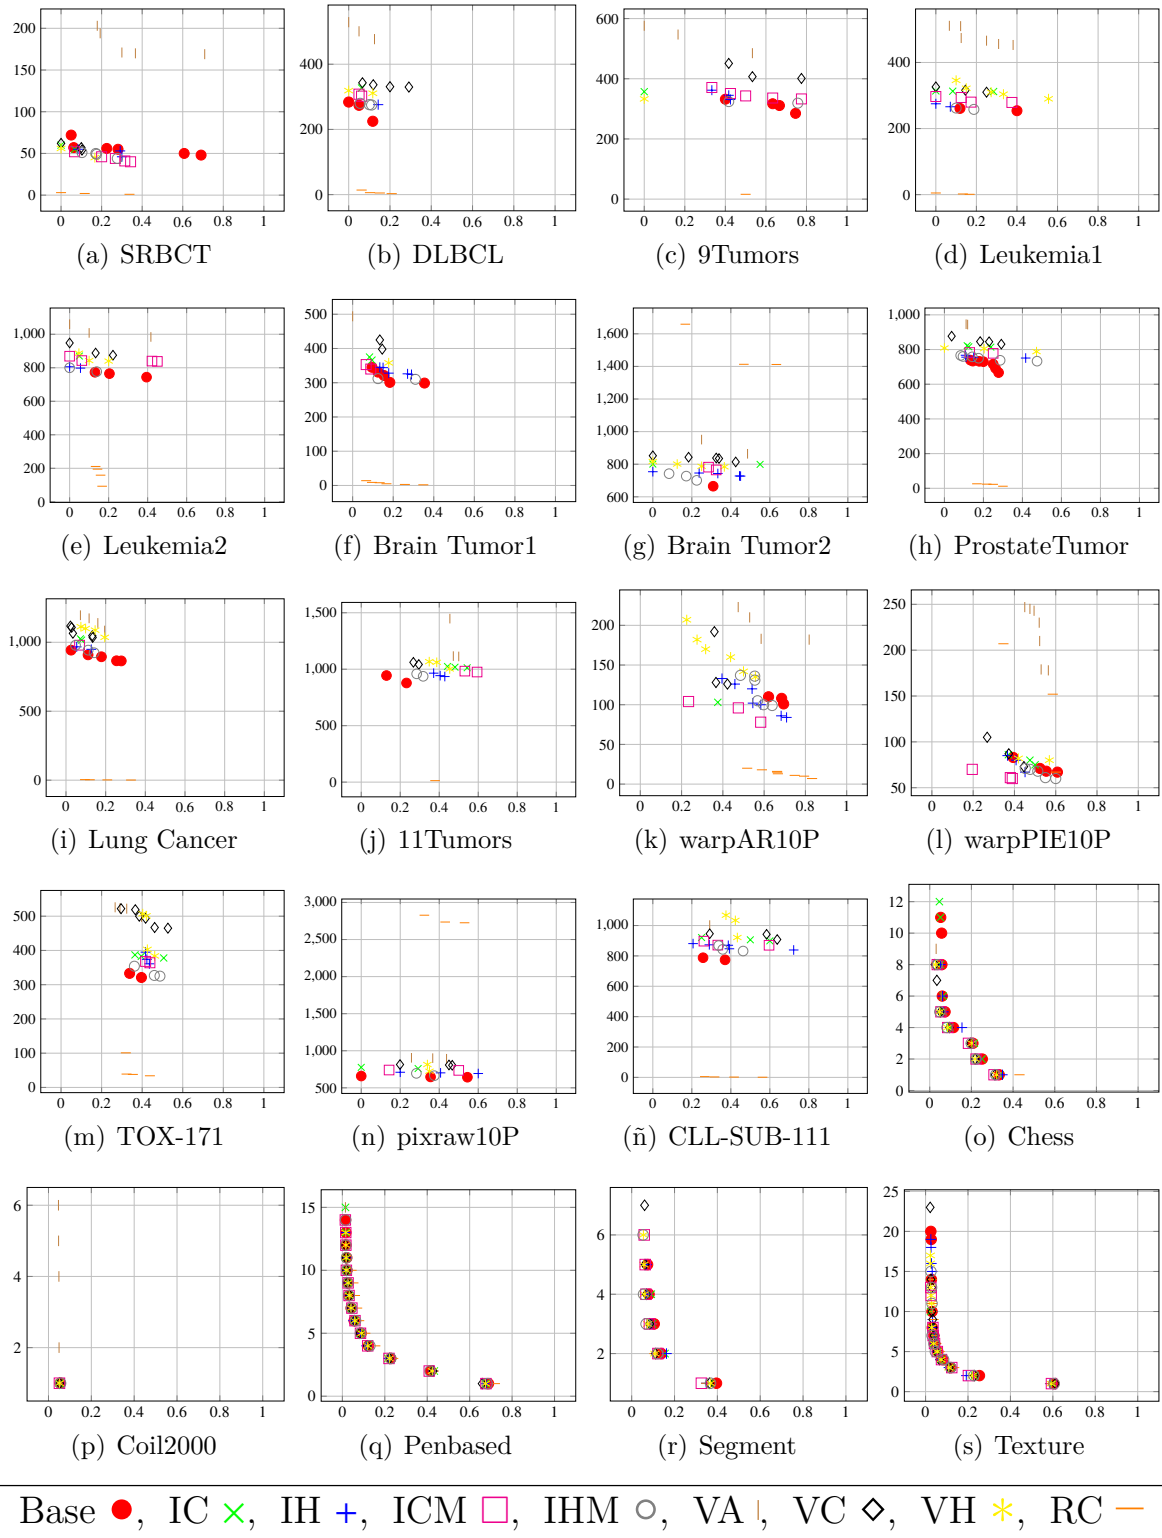 200
150
100
50
0
0 0.2 0.4 0.6 0.8 1
(a) SRBCT
400
200
0
0 0.2 0.4 0.6 0.8 1
(b) DLBCL
600
400
200
0
0 0.2 0.4 0.6 0.8 1
(c) 9Tumors
400
200
0
0 0.2 0.4 0.6 0.8 1
(d) Leukemia1
1,000
800
600
400
200
0
0 0.2 0.4 0.6 0.8 1
(e) Leukemia2
500
400
300
200
100
0
0 0.2 0.4 0.6 0.8 1
(f) Brain Tumor1
1,600
1,400
1,200
1,000
800
600
0 0.2 0.4 0.6 0.8 1
(g) Brain Tumor2
1,000
800
600
400
200
0
0 0.2 0.4 0.6 0.8 1
(h) ProstateTumor
1,000
500
0
0 0.2 0.4 0.6 0.8 1
(i) Lung Cancer
1,500
1,000
500
0
0 0.2 0.4 0.6 0.8 1
(j) 11Tumors
200
150
100
50
0
0 0.2 0.4 0.6 0.8 1
(k) warpAR10P
250
200
150
100
50
0 0.2 0.4 0.6 0.8 1
(l) warpPIE10P
500
400
300
200
100
0
0 0.2 0.4 0.6 0.8 1
(m) TOX-171
3,000
2,500
2,000
1,500
1,000
500
0 0.2 0.4 0.6 0.8 1
(n) pixraw10P
1,000
800
600
400
200
0
0 0.2 0.4 0.6 0.8 1
(ñ) CLL-SUB-111
12
10
8
6
4
2
0
0 0.2 0.4 0.6 0.8 1
(o) Chess
6
4
2
0 0.2 0.4 0.6 0.8 1
(p) Coil2000
15
10
5
0
0 0.2 0.4 0.6 0.8 1
(q) Penbased
6
4
2
0 0.2 0.4 0.6 0.8 1
(r) Segment
25
20
15
10
5
0
0 0.2 0.4 0.6 0.8 1
(s) Texture
Base , IC , IH , ICM , IHM , VA , VC , VH , RC